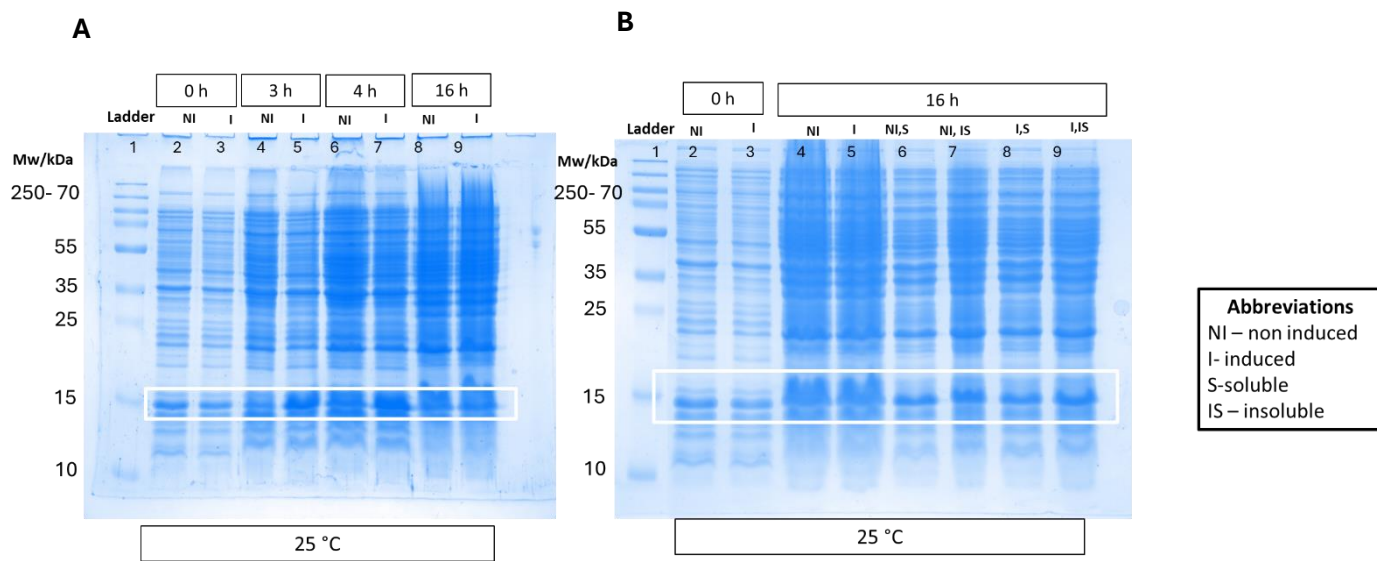 A
0 h 3 h 4 h 16 h
Ladder NI I NI I NI I NI I
1 2 3 4 5 6 7 8 9
Mw/kDa
250- 70
55
35
25
15
10
25 °C
B
0 h 16 h
Ladder NI I NI I NI,S NI, IS I,S I,IS
1 2 3 4 5 6 7 8 9
Mw/kDa
250- 70
55
35
25
15
10
25 °C
Abbreviations
NI – non induced
I- induced
S-soluble
IS – insoluble